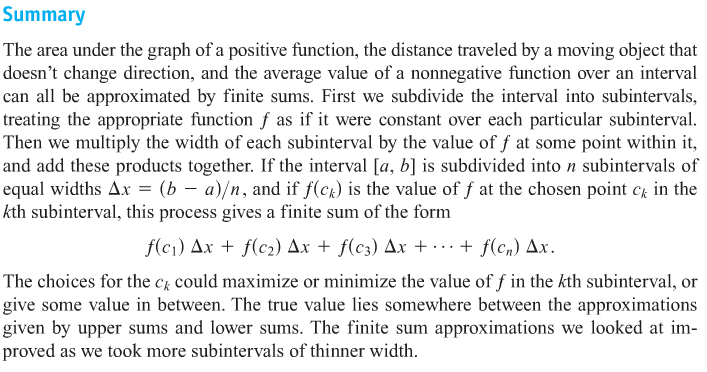 Summary
The area under the graph of a positive function, the distance traveled by a moving object that
doesn't change direction, and the average value of a nonnegative function over an interval
can all be approximated by finite sums. First we subdivide the interval into subintervals,
treating the appropriate function f as if it were constant over each particular subinterval.
Then we multiply the width of each subinterval by the value of f at some point within it,
and add these products together. If the interval [a, b] is subdivided into n subintervals of
equal widths Δx = (b − a)/n, and if f(cₖ) is the value of f at the chosen point cₖ in the
kth subinterval, this process gives a finite sum of the form
f(c₁) Δx + f(c₂) Δx + f(c₃) Δx + ··· + f(cₙ) Δx.
The choices for the cₖ could maximize or minimize the value of f in the kth subinterval, or
give some value in between. The true value lies somewhere between the approximations
given by upper sums and lower sums. The finite sum approximations we looked at im-
proved as we took more subintervals of thinner width.